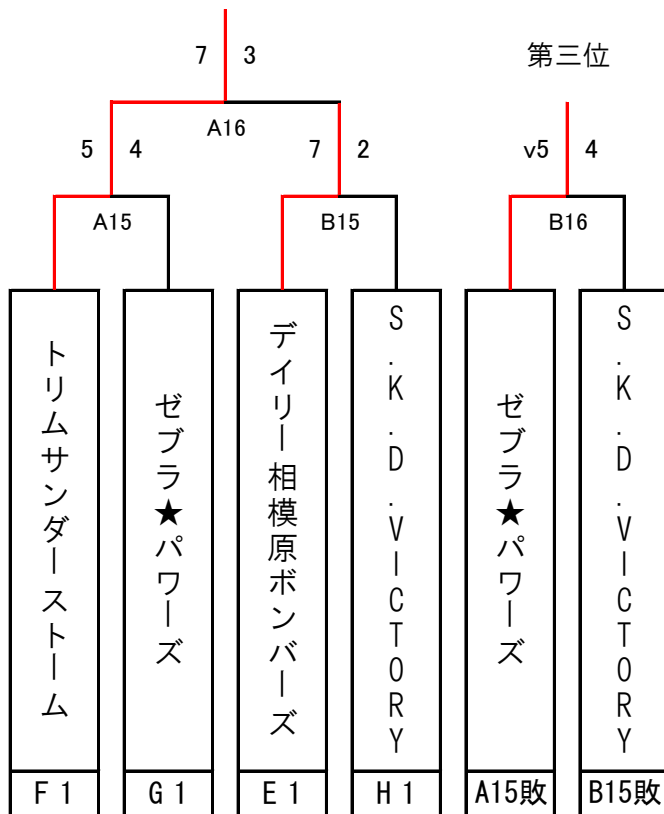 7 3
第三位
A16
5 4
7 2
v5 4
A15
B15
B16
トリムサンダーストーム
ゼブラ★パワーズ
デイリー相模原ボンバーズ
S.K.D.VICTORY
ゼブラ★パワーズ
S.K.D.VICTORY
F1
G1
E1
H1
A15敗
B15敗